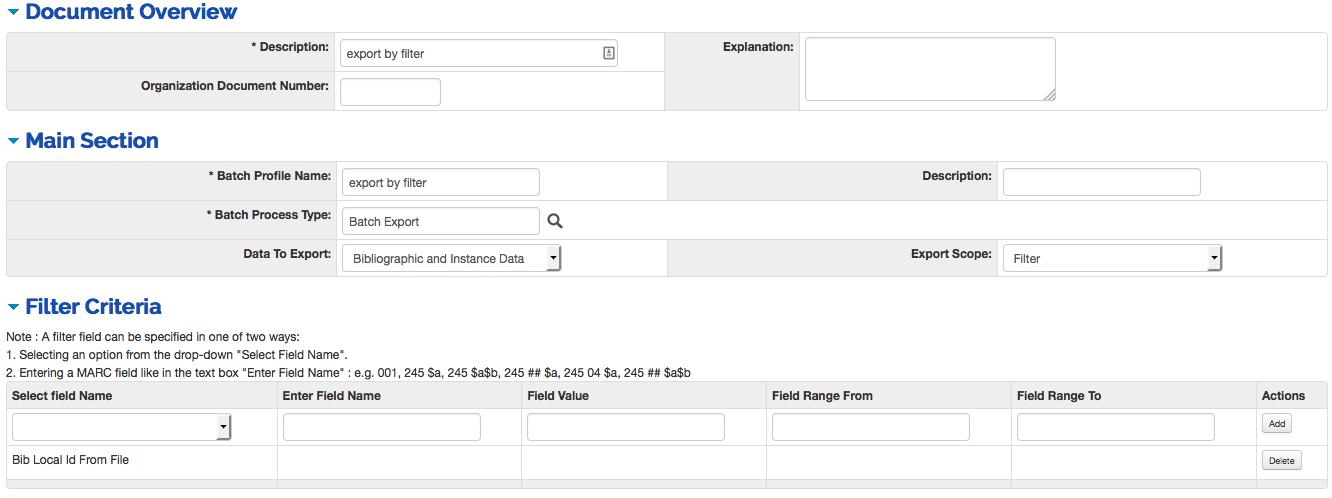 Document Overview
* Description: export by filter Explanation:
Organization Document Number:
Main Section
* Batch Profile Name: export by filter Description:
* Batch Process Type: Batch Export
Data To Export: Bibliographic and Instance Data Export Scope: Filter
Filter Criteria
Note : A filter field can be specified in one of two ways:
1. Selecting an option from the drop-down "Select Field Name".
2. Entering a MARC field like in the text box "Enter Field Name" : e.g. 001, 245 $a, 245 $a$b, 245 ## $a, 245 04 $a, 245 ## $a$b
Select field Name Enter Field Name Field Value Field Range From Field Range To Actions
Add
Bib Local Id From File Delete